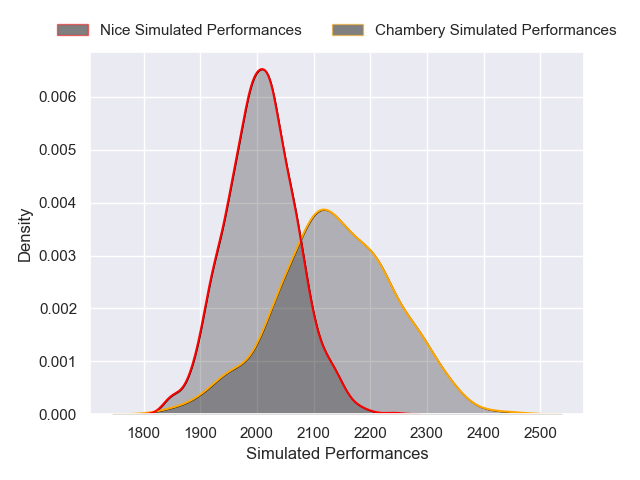 Nice Simulated Performances
Chambery Simulated Performances
0.006
0.005
0.004
0.003
0.002
0.001
0.000
Density
1800 1900 2000 2100 2200 2300 2400 2500
Simulated Performances